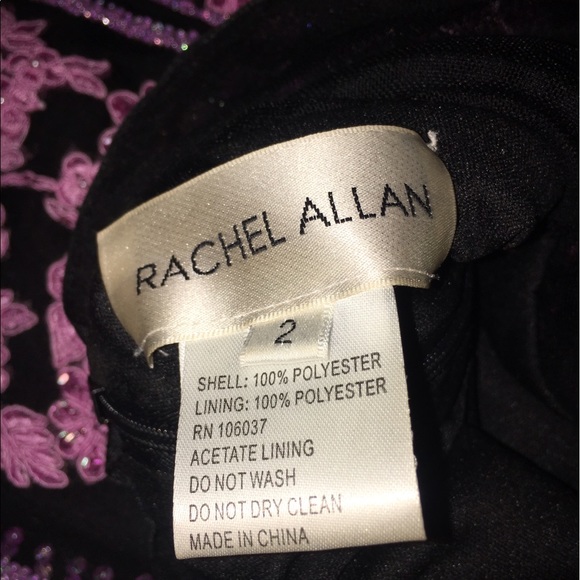 RACHEL ALLAN
2
SHELL: 100% POLYESTER
LINING: 100% POLYESTER
RN 106037
ACETATE LINING
DO NOT WASH
DO NOT DRY CLEAN
MADE IN CHINA